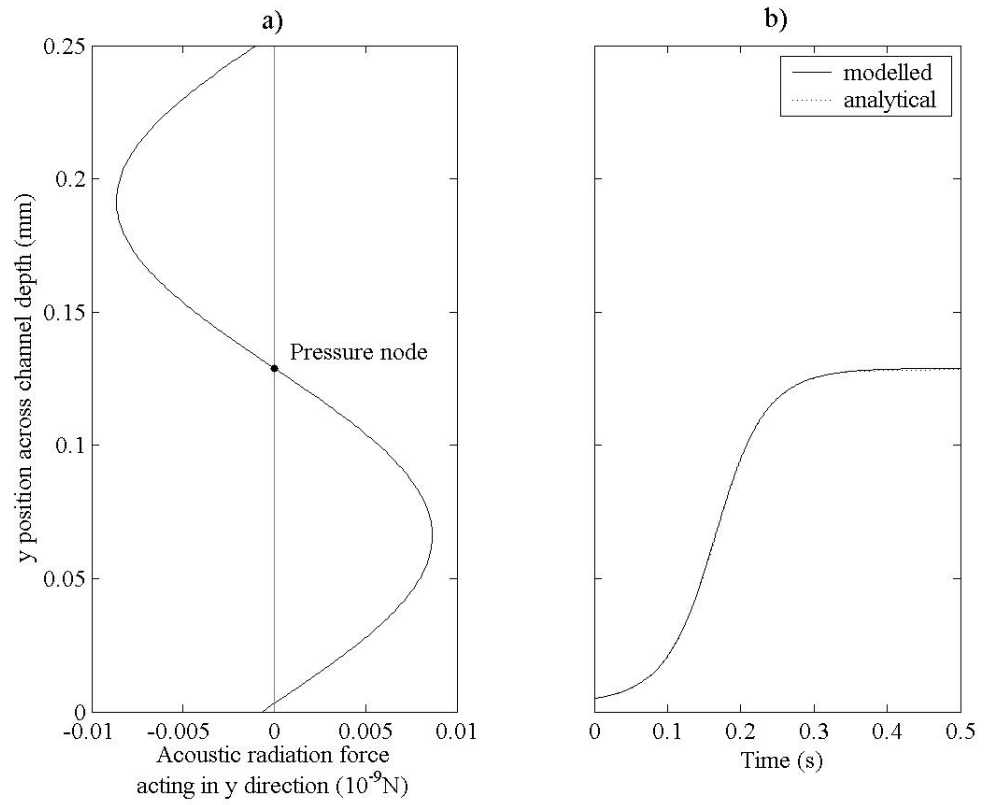 a)
0.25
0.2
0.15
0.1
0.05
0
y position across channel depth (mm)
Pressure node
-0.01 -0.005 0 0.005 0.01
Acoustic radiation force
acting in y direction (10⁻⁹N)
b)
modelled
analytical
0 0.1 0.2 0.3 0.4 0.5
Time (s)